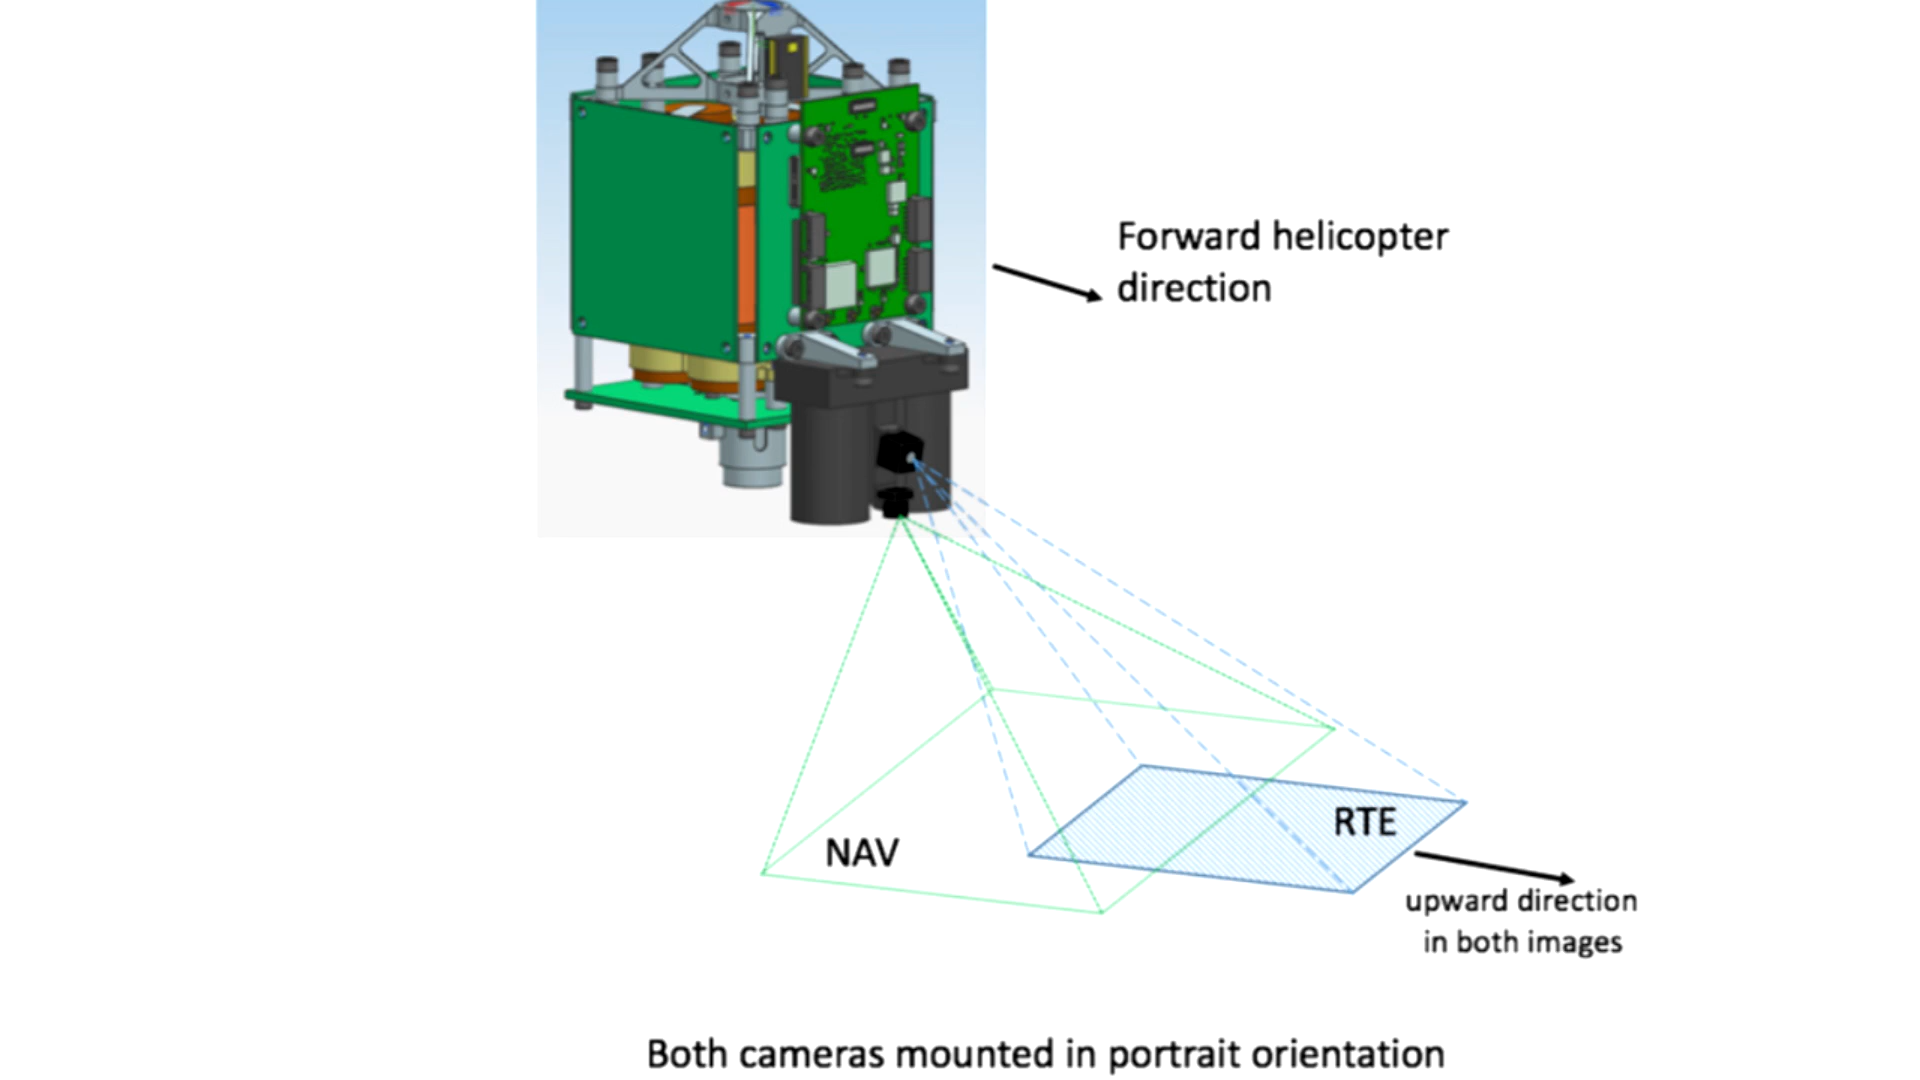 Forward helicopter
direction
NAV
RTE
upward direction
in both images
Both cameras mounted in portrait orientation